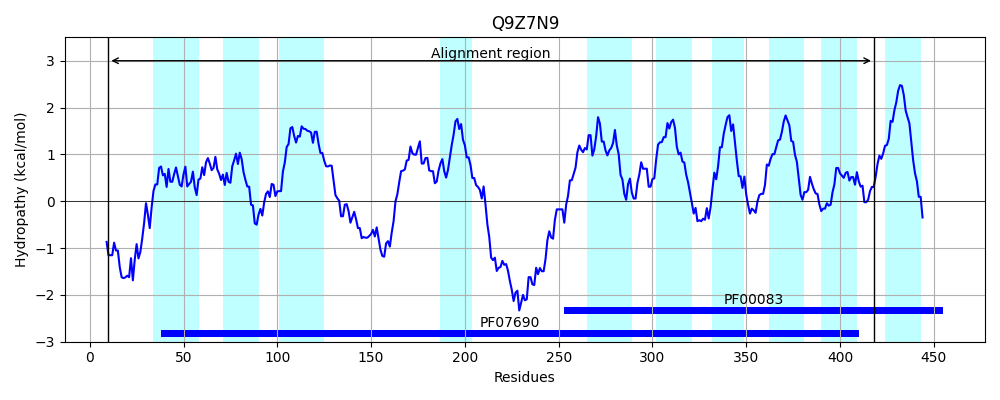 Q9Z7N9
Alignment region
3
2
1
0
−1
−2
−3
Hydropathy (kcal/mol)
PF00083
PF07690
0 50 100 150 200 250 300 350 400 450
Residues